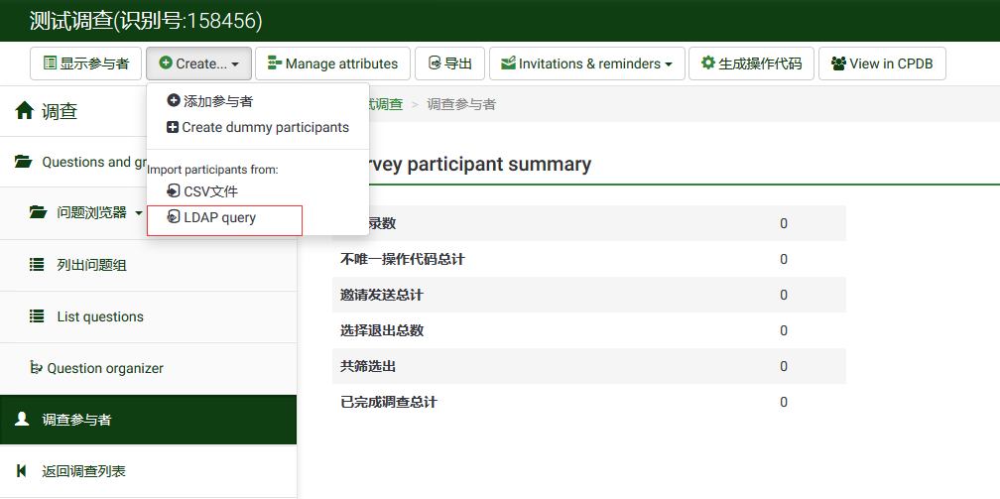 测试调查(识别号:158456)
显示参与者 Create... Manage attributes 导出 Invitations & reminders 生成操作代码 View in CPDB
调查
添加参与者
试调查 > 调查参与者
Create dummy participants
Questions and gr
rvey participant summary
Import participants from:
CSV文件
问题浏览器
LDAP query
录数 0
不唯一操作代码总计 0
列出问题组
邀请发送总计 0
List questions
选择退出总数 0
Question organizer
共筛选出 0
已完成调查总计 0
调查参与者
返回调查列表